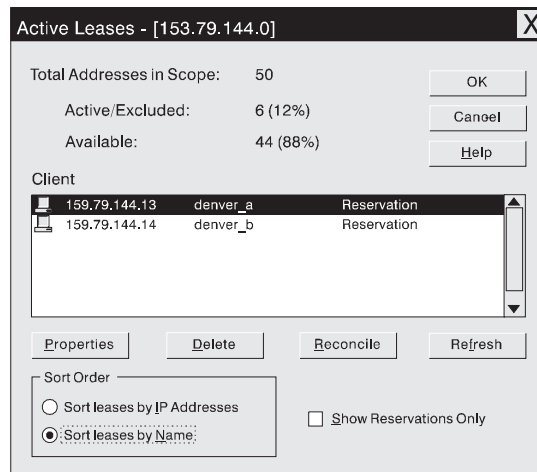 Active Leases - [153.79.144.0] X
Total Addresses in Scope: 50
Active/Excluded: 6 (12%)
Available: 44 (88%)
OK
Cancel
Help
Client
159.79.144.13 denver_a Reservation
159.79.144.14 denver_b Reservation
Properties Delete Reconcile Refresh
Sort Order
Sort leases by IP Addresses
Sort leases by Name
Show Reservations Only